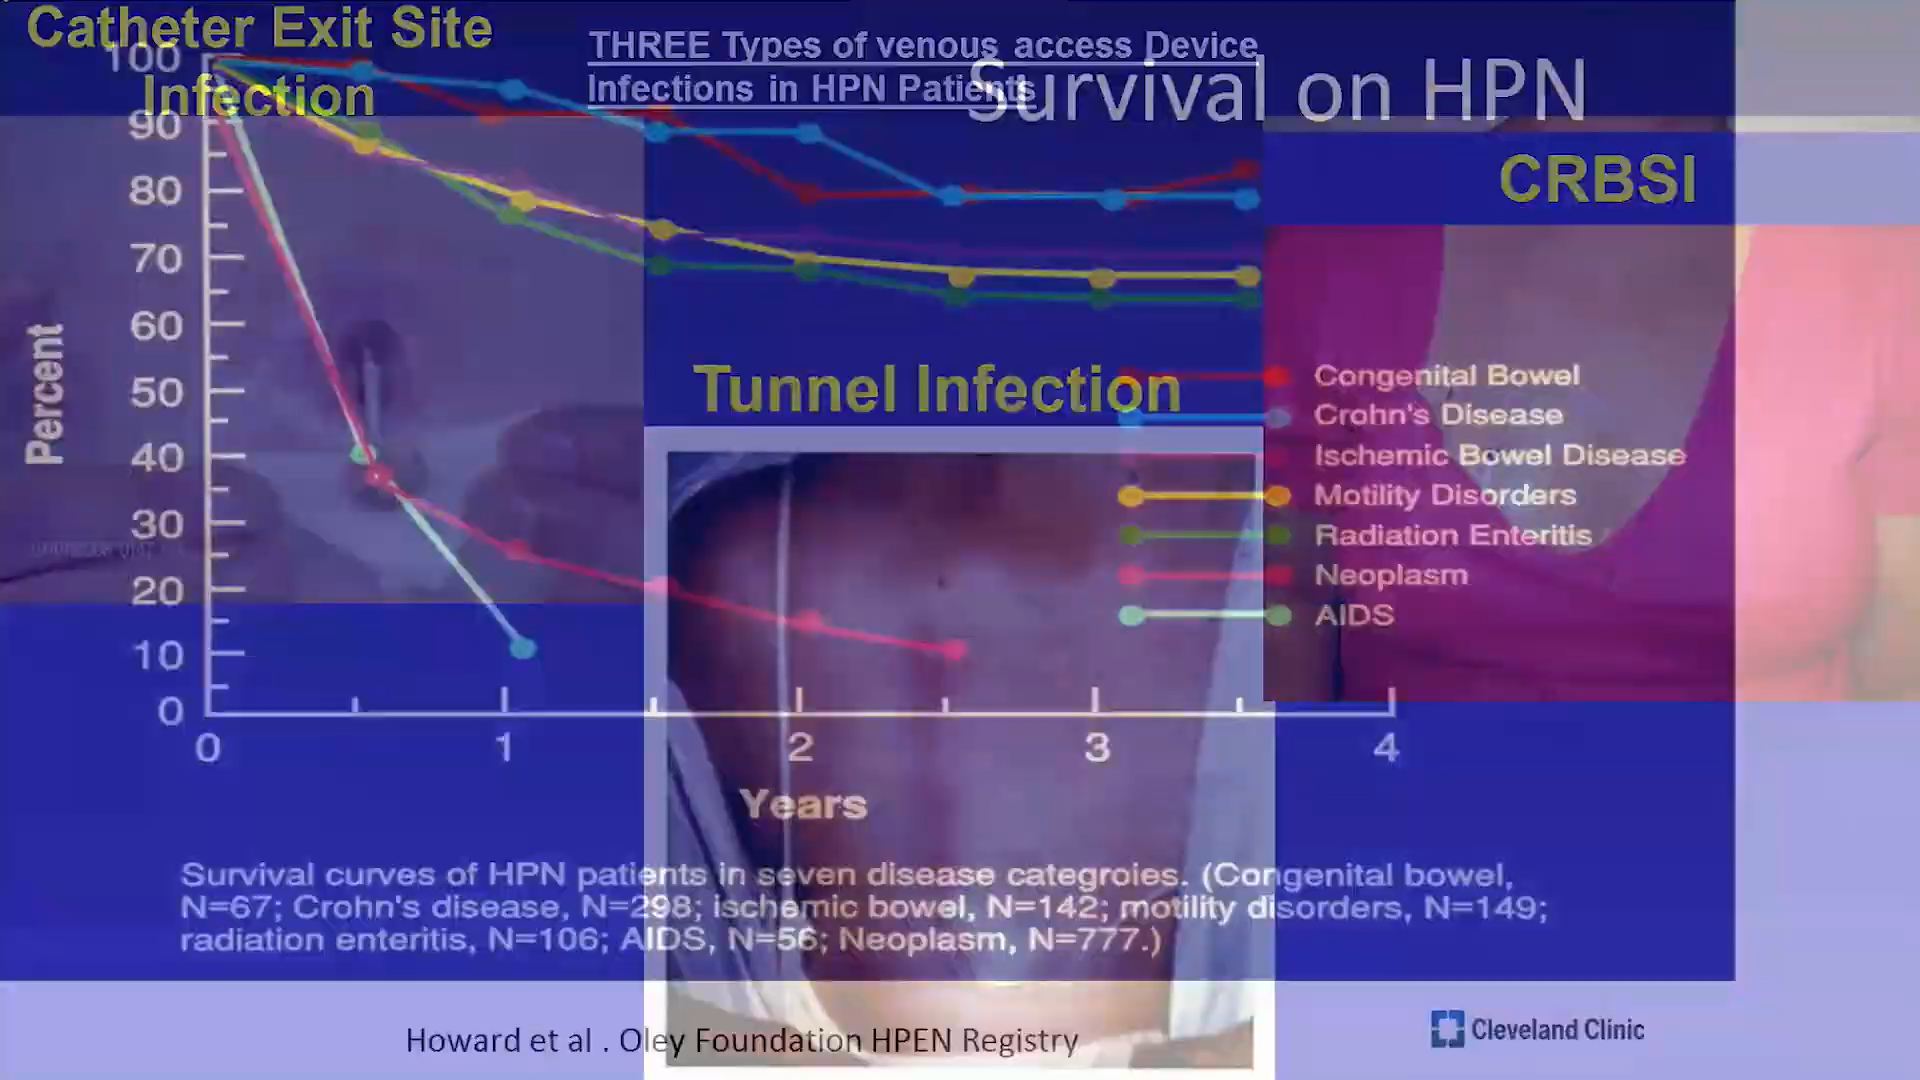 Catheter Exit Site
Infection
THREE Types of venous access Device
Infections in HPN Patients
Survival on HPN
CRBSI
Tunnel Infection
Percent
100
90
80
70
60
50
40
30
20
10
0
0
1
2
3
4
Years
Congenital Bowel
Crohn's Disease
Ischemic Bowel Disease
Motility Disorders
Radiation Enteritis
Neoplasm
AIDS
Survival curves of HPN patients in seven disease categroies. (Congenital bowel,
N=67; Crohn's disease, N=298; ischemic bowel, N=142; motility disorders, N=149;
radiation enteritis, N=106; AIDS, N=56; Neoplasm, N=777.)
Howard et al . Oley Foundation HPEN Registry
Cleveland Clinic